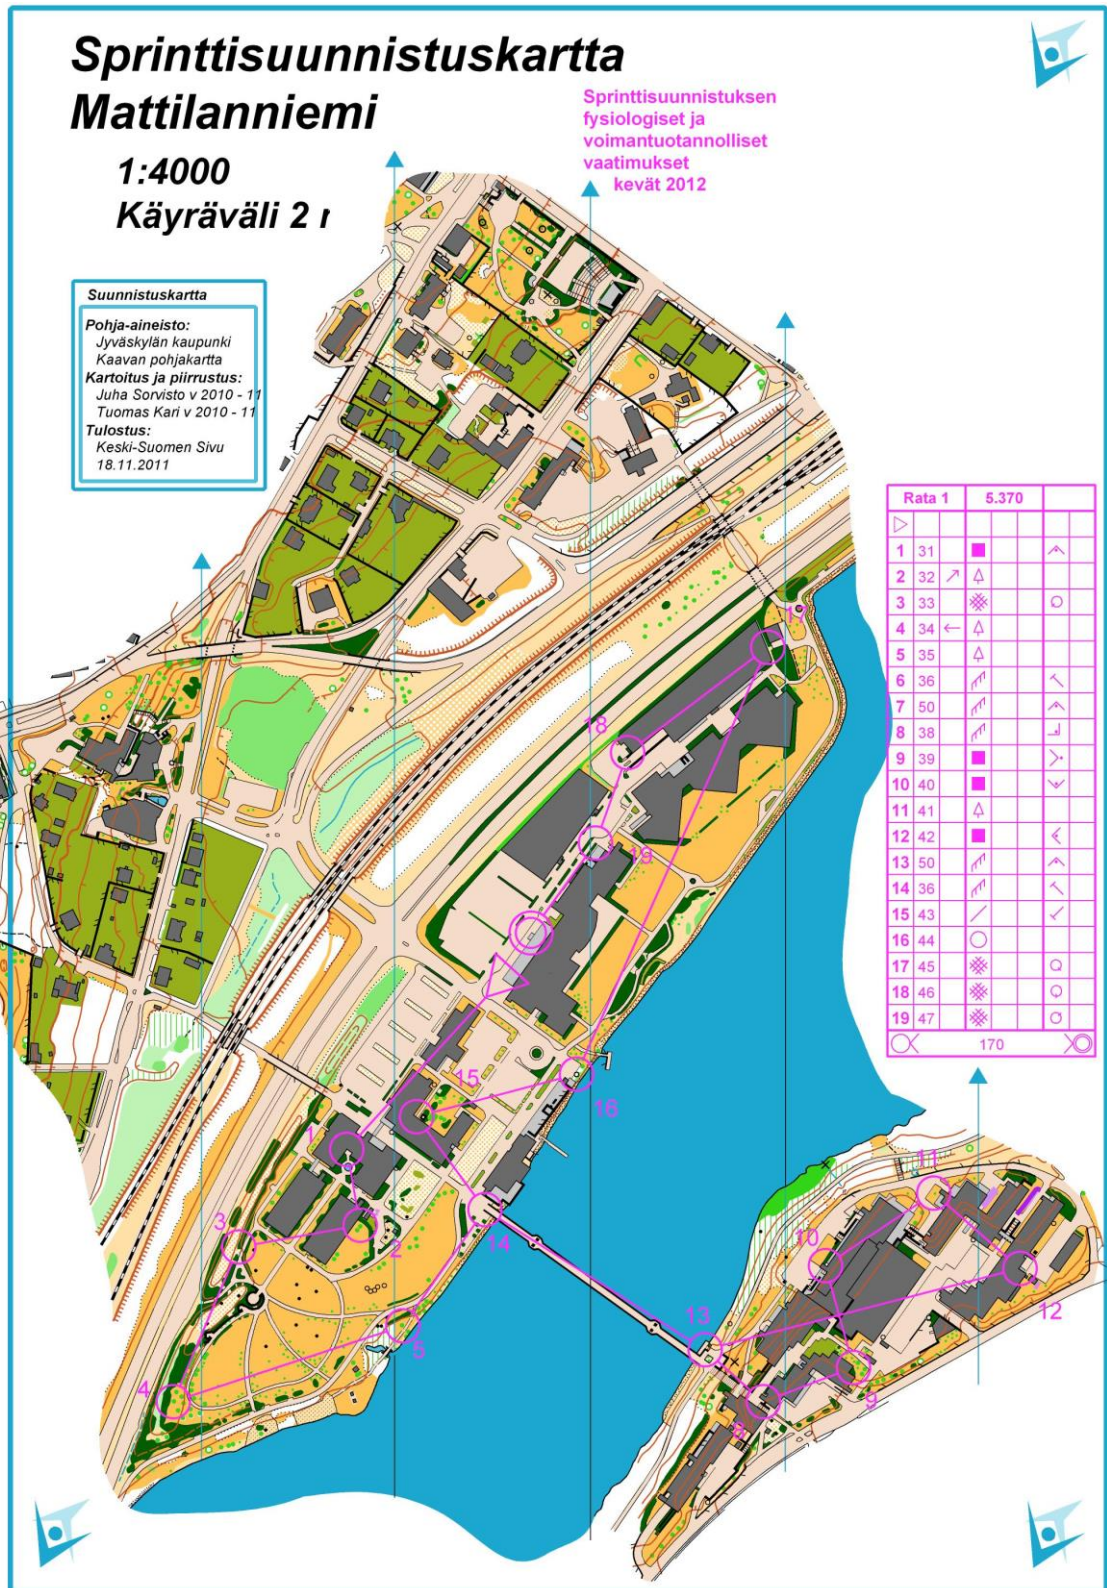 Sprinttisuunnistuskartta
Mattilanniemi
1:4000
Käyräväli 2 r
Sprinttisuunnistuksen
fysiologiset ja
voimantuotannolliset
vaatimukset
kevät 2012
Suunnistuskartta
Pohja-aineisto:
Jyväskylän kaupunki
Kaavan pohjakartta
Kartoitus ja piirrustus:
Juha Sorvisto v 2010 - 11
Tuomas Kari v 2010 - 11
Tulostus:
Keski-Suomen Sivu
18.11.2011
Rata 1 5.370
1 31
2 32
3 33
4 34
5 35
6 36
7 50
8 38
9 39
10 40
11 41
12 42
13 50
14 36
15 43
16 44
17 45
18 46
19 47
170
17
18
19
15
16
1
2
3
14
5
4
13
11
10
12
9
8